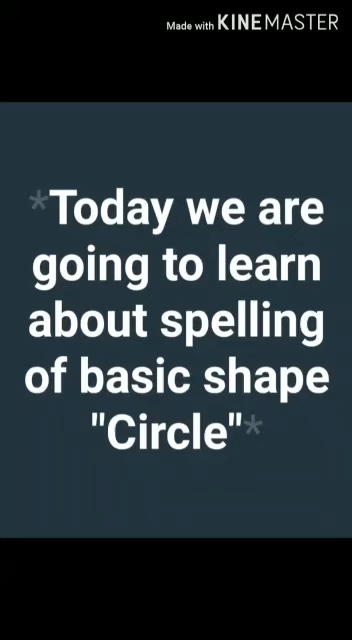 Made with KINEMASTER
*Today we are
going to learn
about spelling
of basic shape
"Circle"*